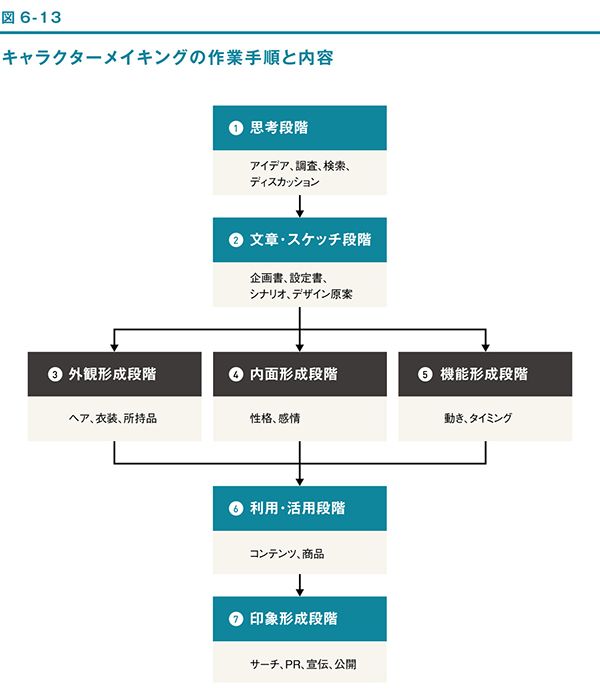 図6-13
キャラクターメイキングの作業手順と内容
1 思考段階
アイデア、調査、検索、
ディスカッション
2 文章・スケッチ段階
企画書、設定書、
シナリオ、デザイン原案
3 外観形成段階
ヘア、衣装、所持品
4 内面形成段階
性格、感情
5 機能形成段階
動き、タイミング
6 利用・活用段階
コンテンツ、商品
7 印象形成段階
サーチ、PR、宣伝、公開